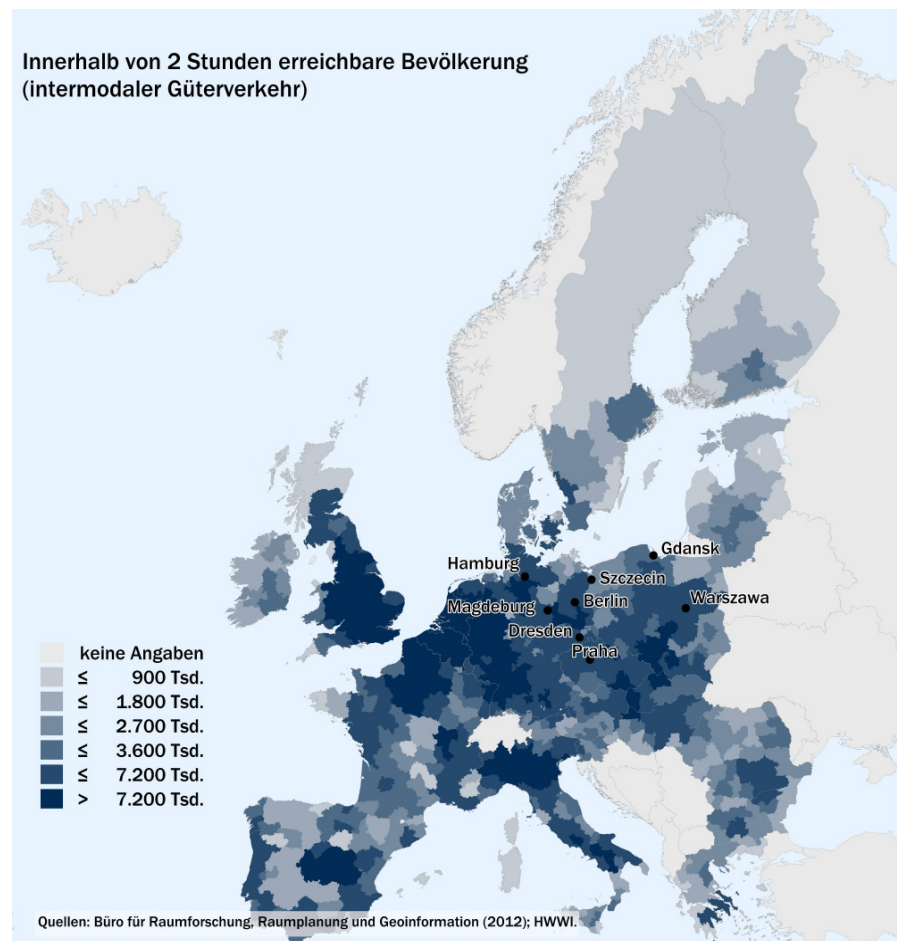 Innerhalb von 2 Stunden erreichbare Bevölkerung
(intermodaler Güterverkehr)
Gdansk
Hamburg
Szczecin
Berlin
Warszawa
Magdeburg
Dresden
Praha
keine Angaben
≤ 900 Tsd.
≤ 1.800 Tsd.
≤ 2.700 Tsd.
≤ 3.600 Tsd.
≤ 7.200 Tsd.
> 7.200 Tsd.
Quellen: Büro für Raumforschung, Raumplanung und Geoinformation (2012); HWWI.